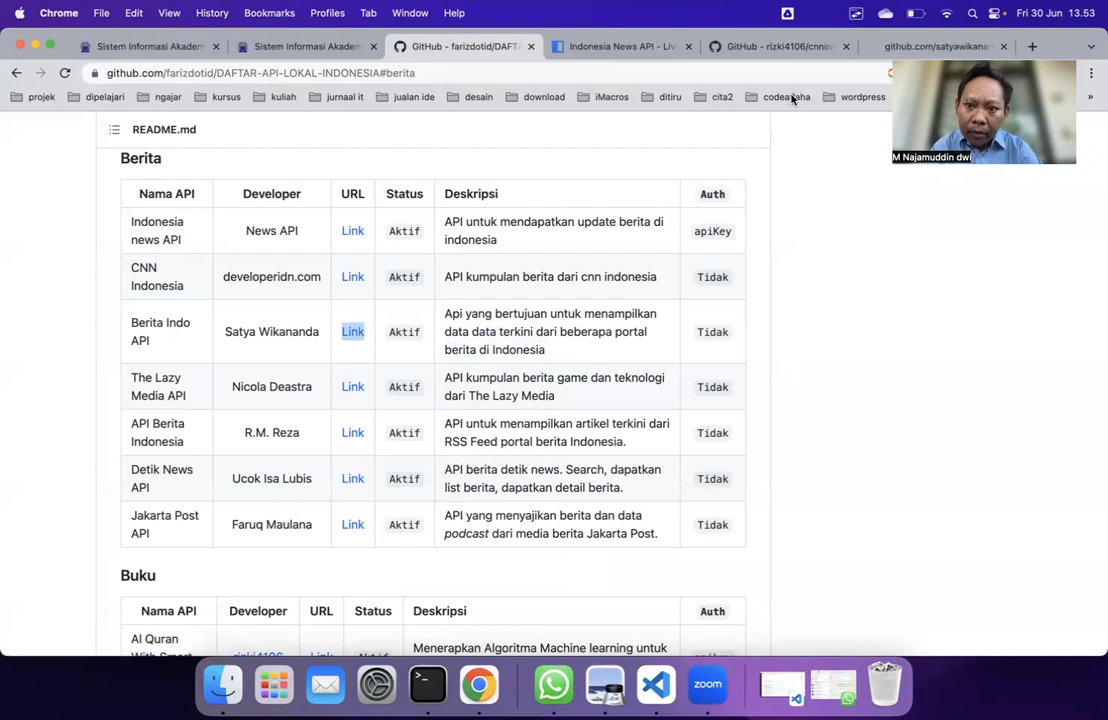 Chrome File Edit View History Bookmarks Profiles Tab Window Help Fri 30 Jun 13.53
Sistem Informasi Akadem
Sistem Informasi Akadem
GitHub - farizdotid/DAFTA
Indonesia News API - Liv
GitHub - rizki4106/cnnin
github.com/satyawikana
github.com/farizdotid/DAFTAR-API-LOKAL-INDONESIA#berita
projek dipelajari ngajar kursus kuliah jurnaal it jualan ide desain download iMacros ditiru cita2 wordpress »
M Najamuddin dwi
README.md
Berita
Nama API Developer URL Status Deskripsi Auth
Indonesia news API News API Link Aktif API untuk mendapatkan update berita di indonesia apiKey
CNN Indonesia developeridn.com Link Aktif API kumpulan berita dari cnn indonesia Tidak
Berita Indo API Satya Wikananda Link Aktif Api yang bertujuan untuk menampilkan data data terkini dari beberapa portal berita di Indonesia Tidak
The Lazy Media API Nicola Deastra Link Aktif API kumpulan berita game dan teknologi dari The Lazy Media Tidak
API Berita Indonesia R.M. Reza Link Aktif API untuk menampilkan artikel terkini dari RSS Feed portal berita Indonesia. Tidak
Detik News API Ucok Isa Lubis Link Aktif API berita detik news. Search, dapatkan list berita, dapatkan detail berita. Tidak
Jakarta Post API Faruq Maulana Link Aktif API yang menyajikan berita dan data podcast dari media berita Jakarta Post. Tidak
Buku
Nama API Developer URL Status Deskripsi Auth
Al Quran
Menerapkan Algoritma Machine learning untuk
zoom